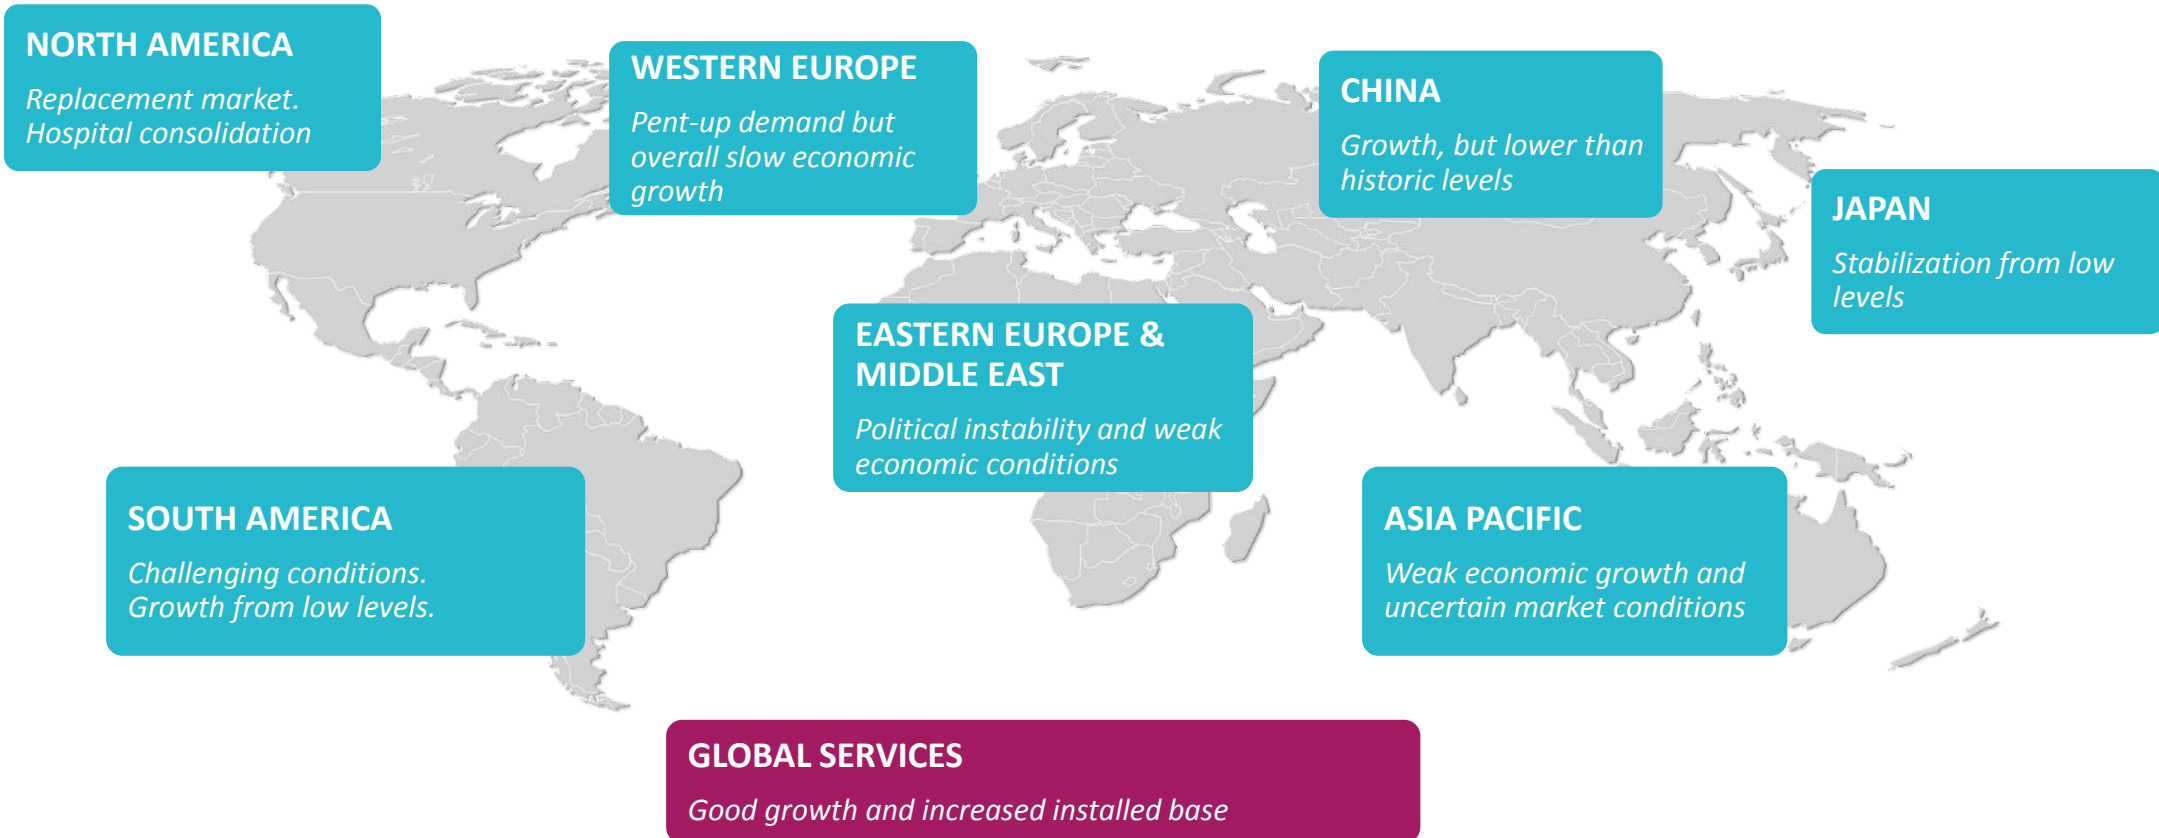 NORTH AMERICA
Replacement market.
Hospital consolidation
WESTERN EUROPE
Pent-up demand but
overall slow economic
growth
CHINA
Growth, but lower than
historic levels
JAPAN
Stabilization from low
levels
EASTERN EUROPE &
MIDDLE EAST
Political instability and weak
economic conditions
SOUTH AMERICA
Challenging conditions.
Growth from low levels.
ASIA PACIFIC
Weak economic growth and
uncertain market conditions
GLOBAL SERVICES
Good growth and increased installed base